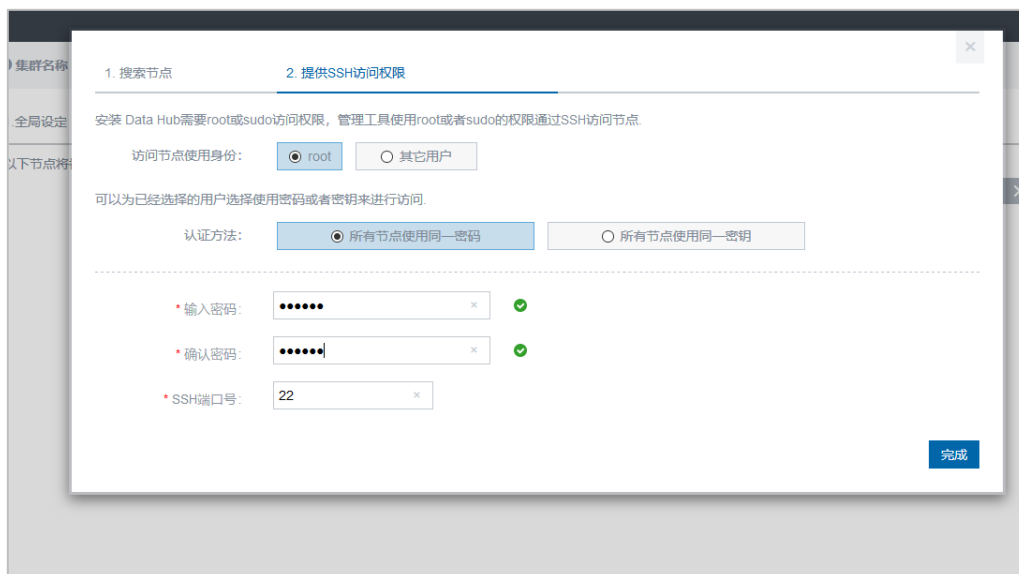 集群名称
全局设定
以下节点将
×
1. 搜索节点
2. 提供SSH访问权限
安装 Data Hub需要root或sudo访问权限，管理工具使用root或者sudo的权限通过SSH访问节点.
访问节点使用身份:
root
其它用户
可以为已经选择的用户选择使用密码或者密钥来进行访问.
认证方法:
所有节点使用同一密码
所有节点使用同一密钥
* 输入密码: ●●●●●● ×
* 确认密码: ●●●●●● ×
* SSH端口号: 22 ×
完成